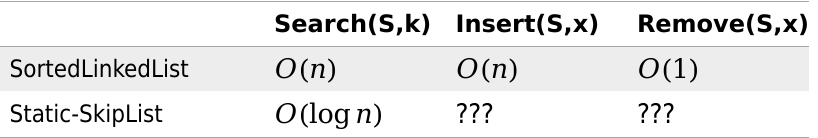 Search(S,k) Insert(S,x) Remove(S,x)
SortedLinkedList O(n) O(n) O(1)
Static-SkipList O(log n) ??? ???